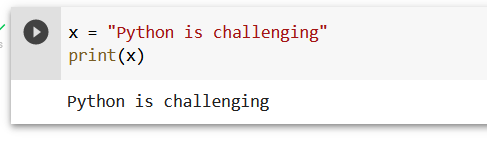 x = "Python is challenging"
print(x)
Python is challenging